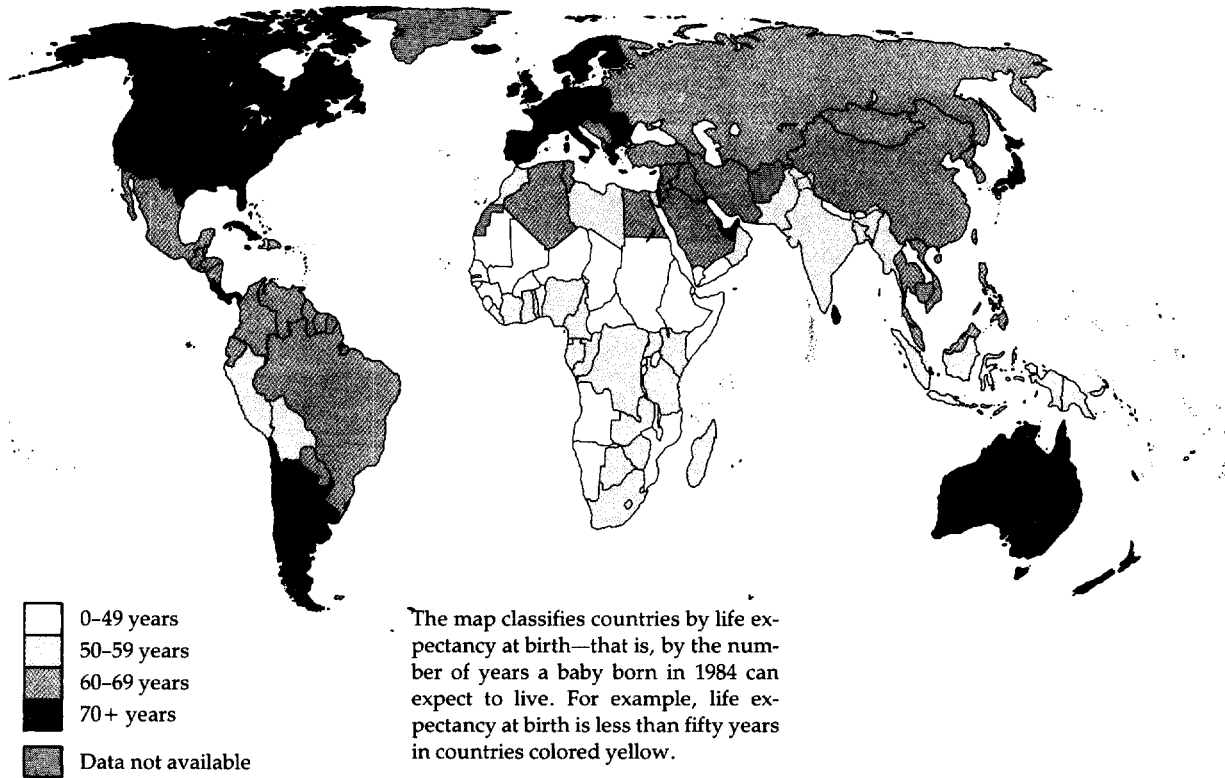 0–49 years
50–59 years
60–69 years
70+ years
Data not available
The map classifies countries by life ex-
pectancy at birth—that is, by the num-
ber of years a baby born in 1984 can
expect to live. For example, life ex-
pectancy at birth is less than fifty years
in countries colored yellow.